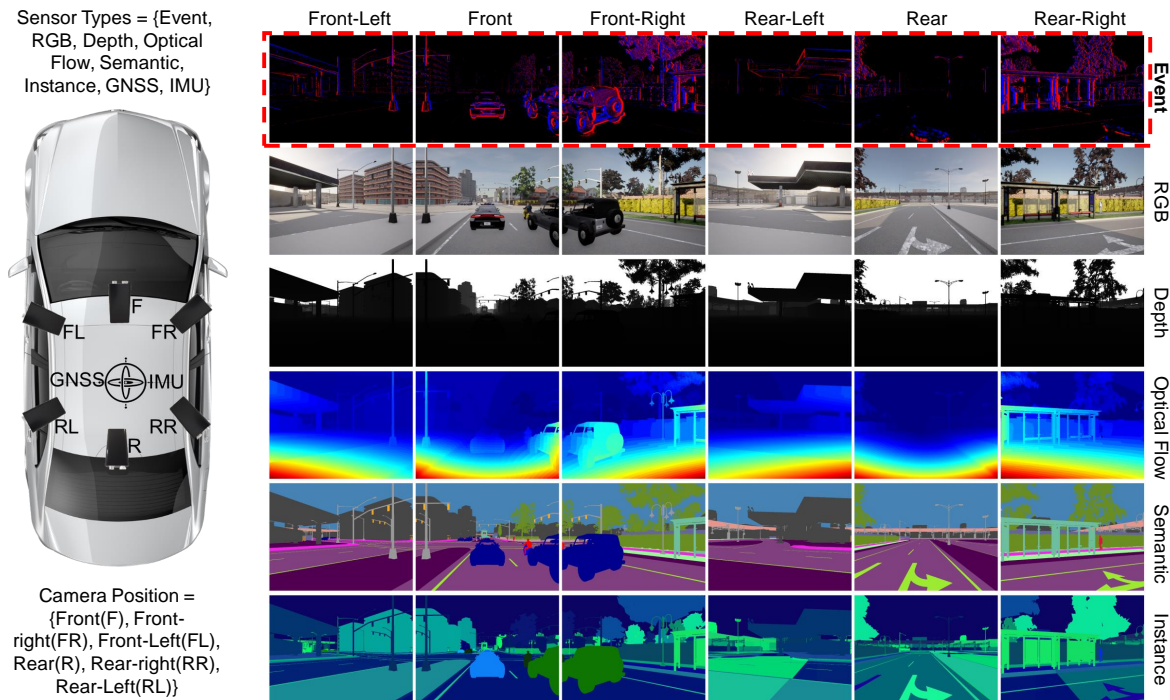 Sensor Types = {Event,
RGB, Depth, Optical
Flow, Semantic,
Instance, GNSS, IMU}
F
FL
FR
GNSS
IMU
RL
RR
R
Camera Position =
{Front(F), Front-
right(FR), Front-Left(FL),
Rear(R), Rear-right(RR),
Rear-Left(RL)}
Front-Left
Front
Front-Right
Rear-Left
Rear
Rear-Right
Event
RGB
Depth
Optical Flow
Semantic
Instance